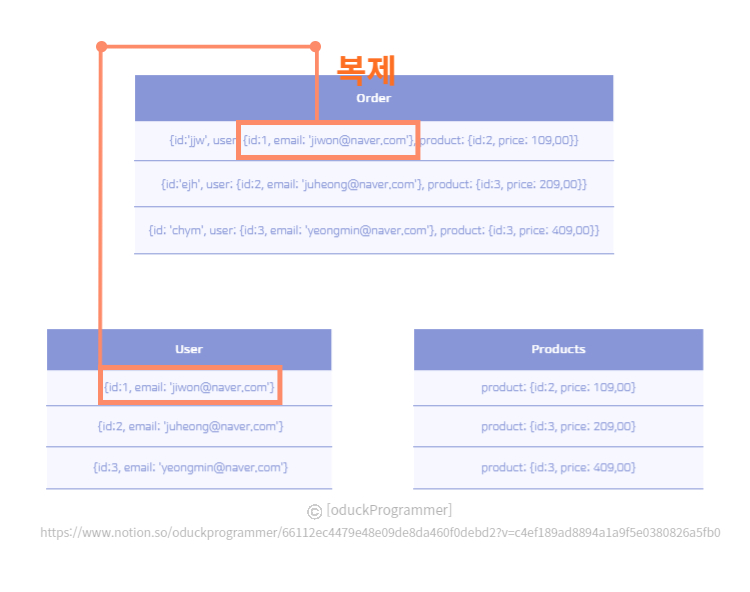 복제
Order
{id:'jjw', user: {id:1, email: 'jiwon@naver.com'}, product: {id:2, price: 109,00}}
{id:'ejh', user: {id:2, email: 'juheong@naver.com'}, product: {id:3, price: 209,00}}
{id: 'chym', user: {id:3, email: 'yeongmin@naver.com'}, product: {id:3, price: 409,00}}
User
{id:1, email: 'jiwon@naver.com'}
{id:2, email: 'juheong@naver.com'}
{id:3, email: 'yeongmin@naver.com'}
Products
product: {id:2, price: 109,00}
product: {id:3, price: 209,00}
product: {id:3, price: 409,00}
© [oduckProgrammer]
https://www.notion.so/oduckprogrammer/66112ec4479e48e09de8da460f0debd2?v=c4ef189ad8894a1a9f5e0380826a5fb0